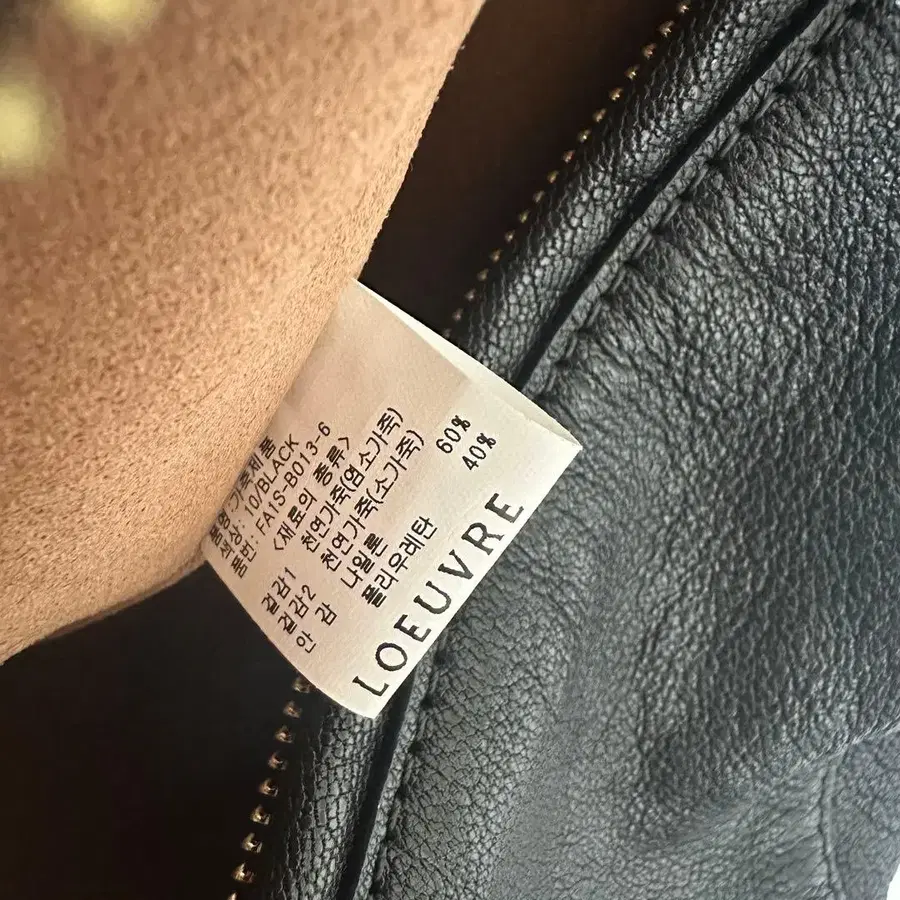 품명: 가죽제품
색상: 10/BLACK
품번: FA1S-B013-6
<재료의 종류>
겉감1 천연가죽(염소가죽)
겉감2 천연가죽(소가죽)
안 감 나일론 60%
폴리우레탄 40%
LOEUVRE